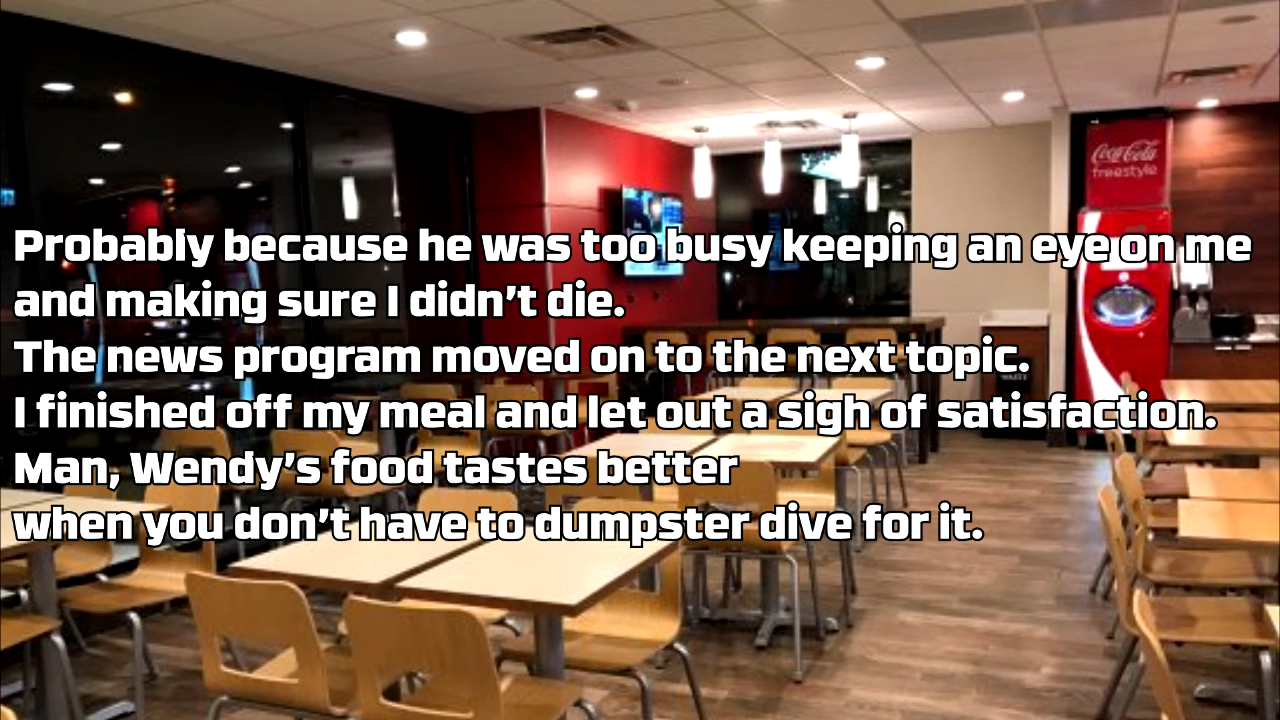 Coca-Cola
freestyle
Probably because he was too busy keeping an eye on me
and making sure I didn't die.
The news program moved on to the next topic.
I finished off my meal and let out a sigh of satisfaction.
Man, Wendy's food tastes better
when you don't have to dumpster dive for it.